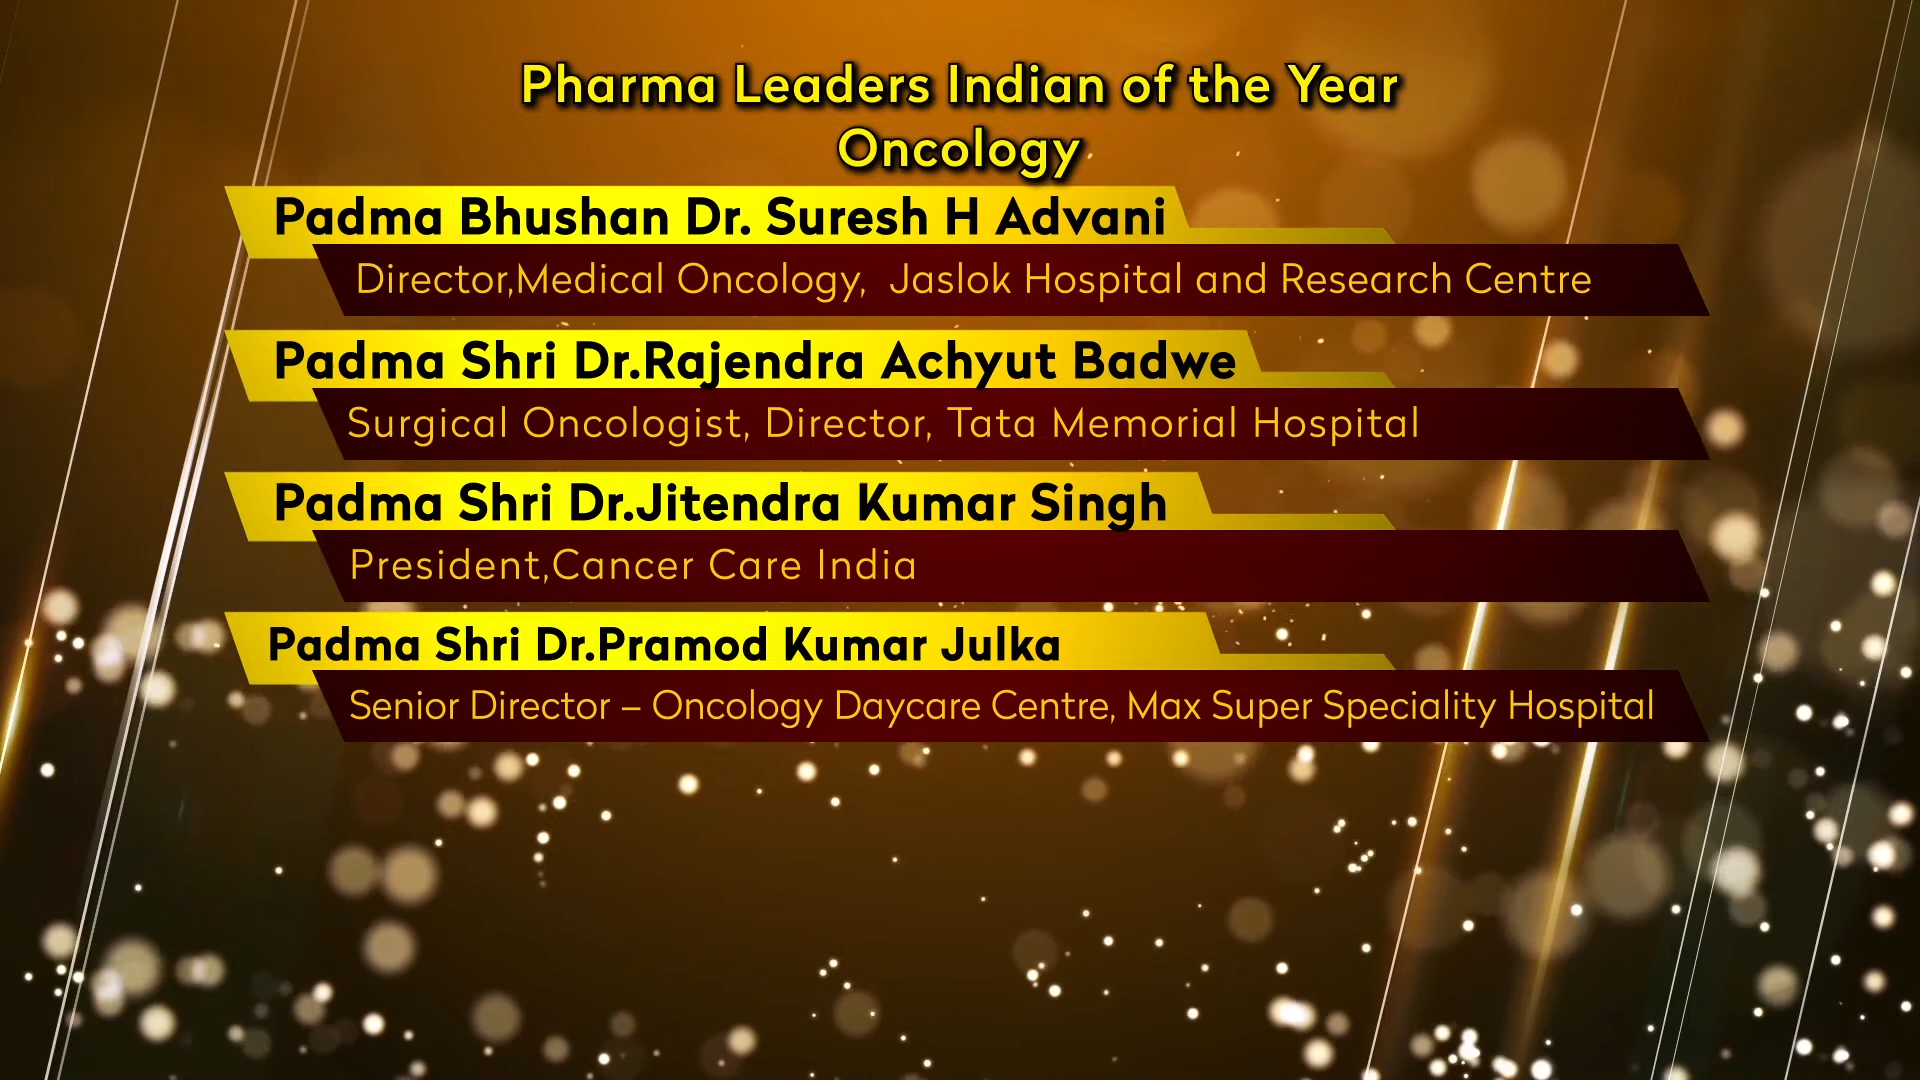 Pharma Leaders Indian of the Year
Oncology
Padma Bhushan Dr. Suresh H Advani
Director,Medical Oncology, Jaslok Hospital and Research Centre
Padma Shri Dr.Rajendra Achyut Badwe
Surgical Oncologist, Director, Tata Memorial Hospital
Padma Shri Dr.Jitendra Kumar Singh
President,Cancer Care India
Padma Shri Dr.Pramod Kumar Julka
Senior Director – Oncology Daycare Centre, Max Super Speciality Hospital